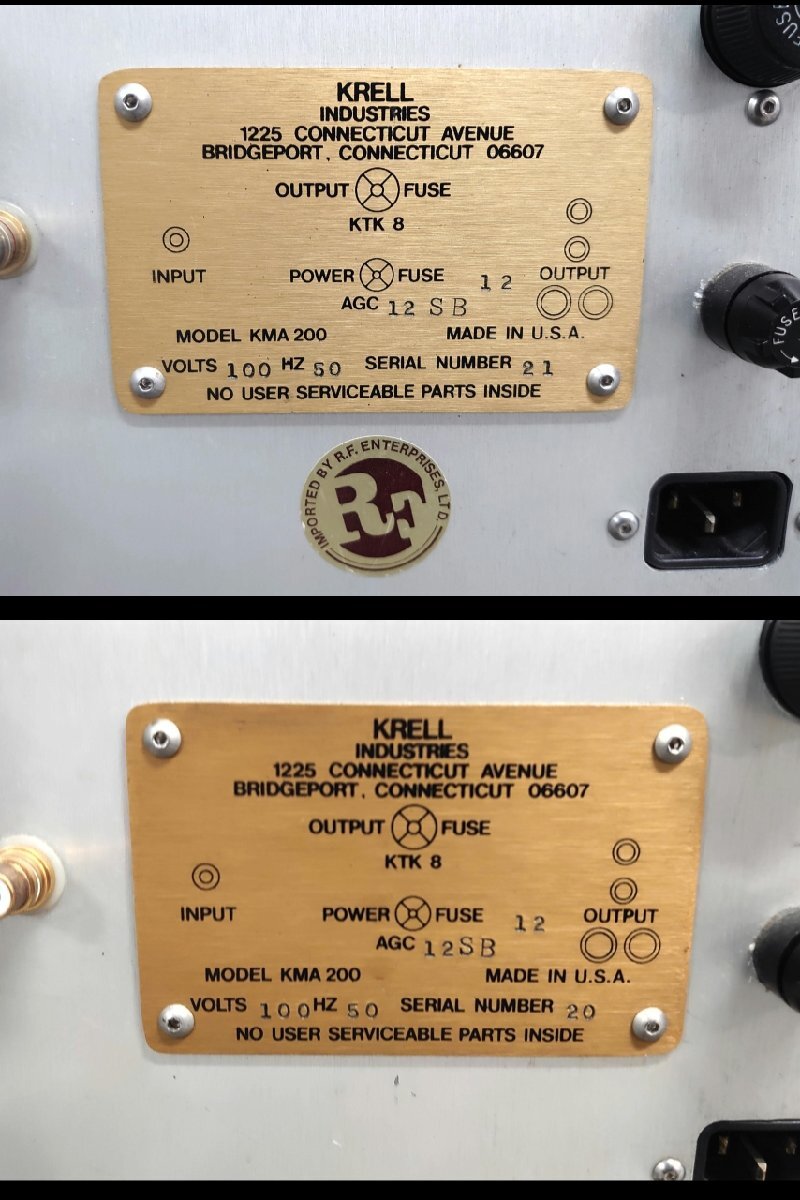 FUSE
KRELL
INDUSTRIES
1225 CONNECTICUT AVENUE
BRIDGEPORT, CONNECTICUT 06607
OUTPUT FUSE
KTK 8
INPUT
POWER FUSE 12 OUTPUT
AGC 12 SB
MODEL KMA 200 MADE IN U.S.A.
VOLTS 100 HZ 50 SERIAL NUMBER 21
NO USER SERVICEABLE PARTS INSIDE
FUSE
IMPORTED BY R.F. ENTERPRISES, LTD.
RF
KRELL
INDUSTRIES
1225 CONNECTICUT AVENUE
BRIDGEPORT, CONNECTICUT 06607
OUTPUT FUSE
KTK 8
INPUT
POWER FUSE 12 OUTPUT
AGC 12SB
MODEL KMA 200 MADE IN U.S.A.
VOLTS 100 HZ 50 SERIAL NUMBER 20
NO USER SERVICEABLE PARTS INSIDE